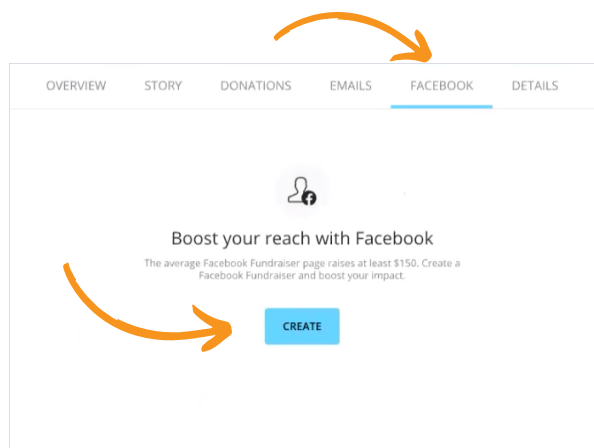 OVERVIEW STORY DONATIONS EMAILS FACEBOOK DETAILS
Boost your reach with Facebook
The average Facebook Fundraiser page raises at least $150. Create a
Facebook Fundraiser and boost your impact.
CREATE